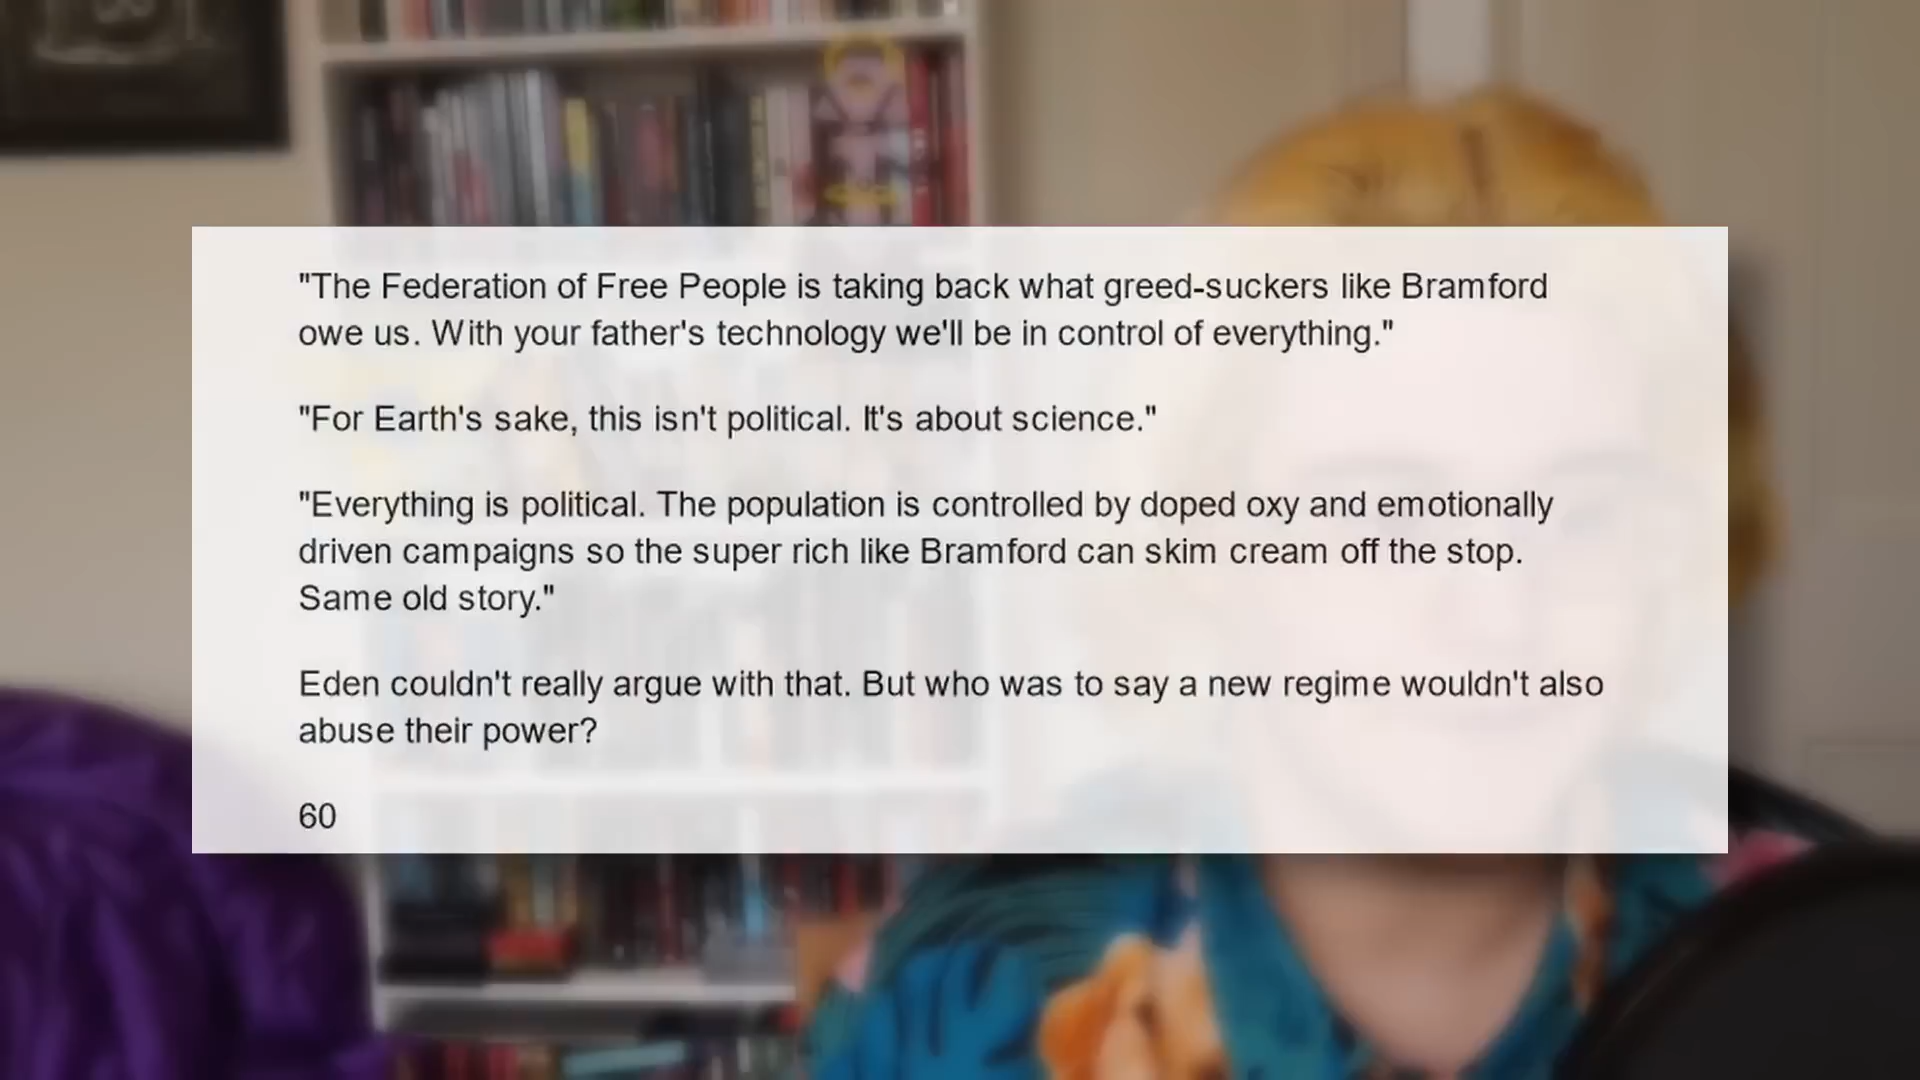 "The Federation of Free People is taking back what greed-suckers like Bramford
owe us. With your father's technology we'll be in control of everything."
"For Earth's sake, this isn't political. It's about science."
"Everything is political. The population is controlled by doped oxy and emotionally
driven campaigns so the super rich like Bramford can skim cream off the stop.
Same old story."
Eden couldn't really argue with that. But who was to say a new regime wouldn't also
abuse their power?
60